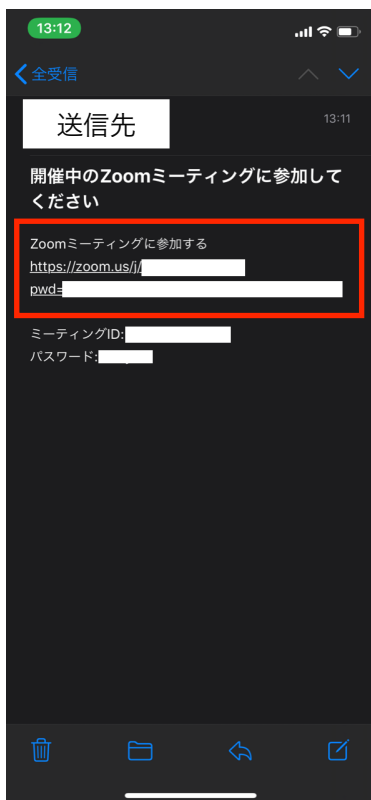 13:12
全受信
送信先
13:11
開催中のZoomミーティングに参加して
ください
Zoomミーティングに参加する
https://zoom.us/j/
pwd=
ミーティングID:
パスワード: